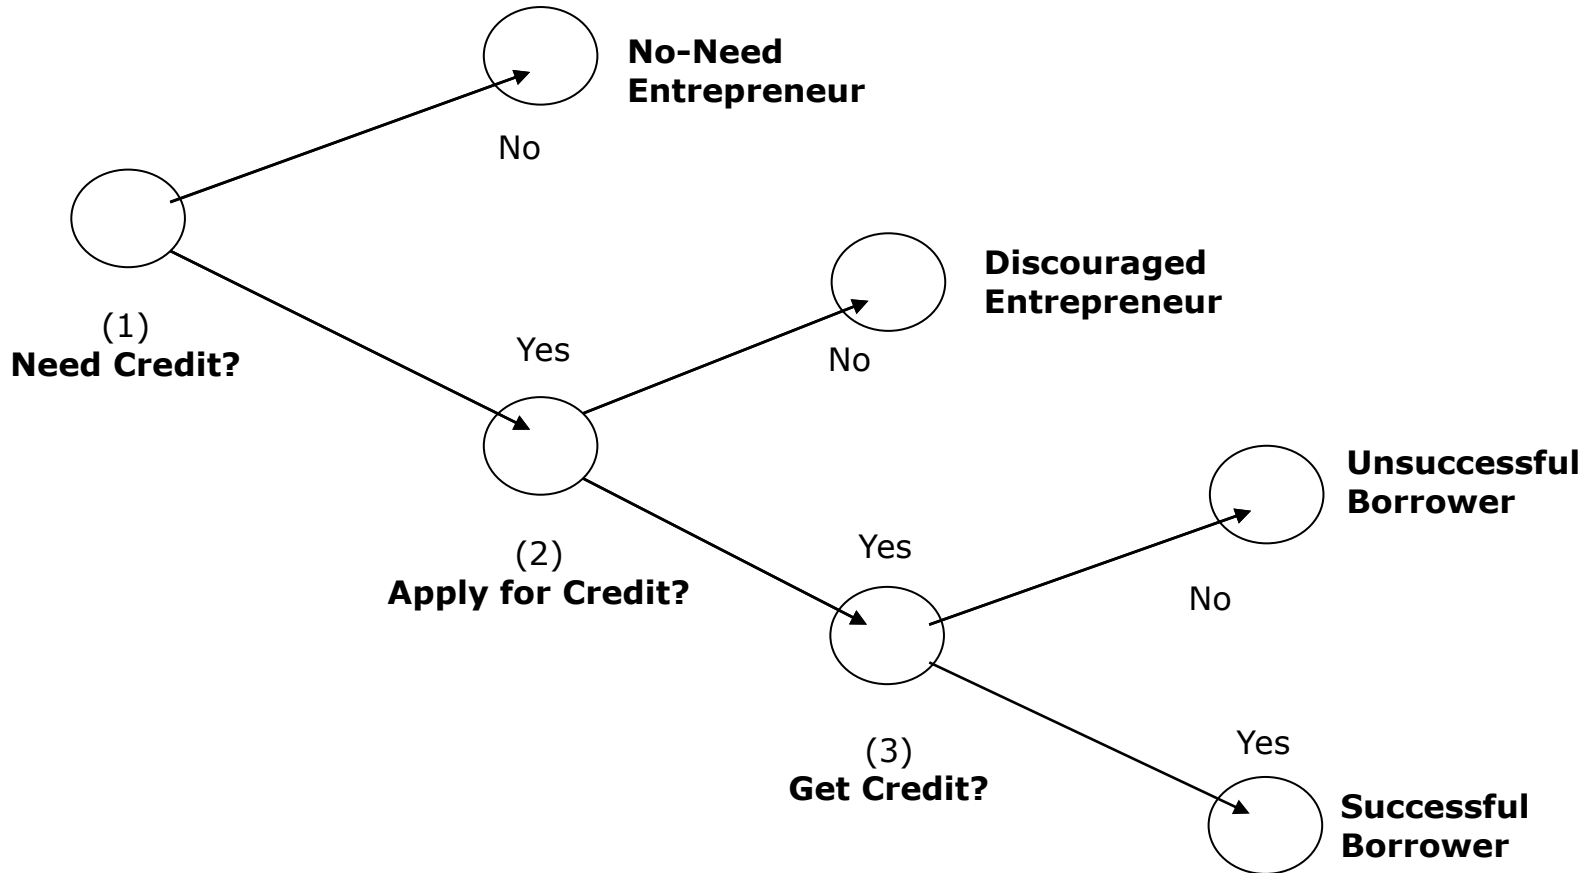 No-Need
Entrepreneur
No
Discouraged
Entrepreneur
(1)
Need Credit?
Yes
No
Unsuccessful
Borrower
(2)
Apply for Credit?
Yes
No
(3)
Get Credit?
Yes
Successful
Borrower